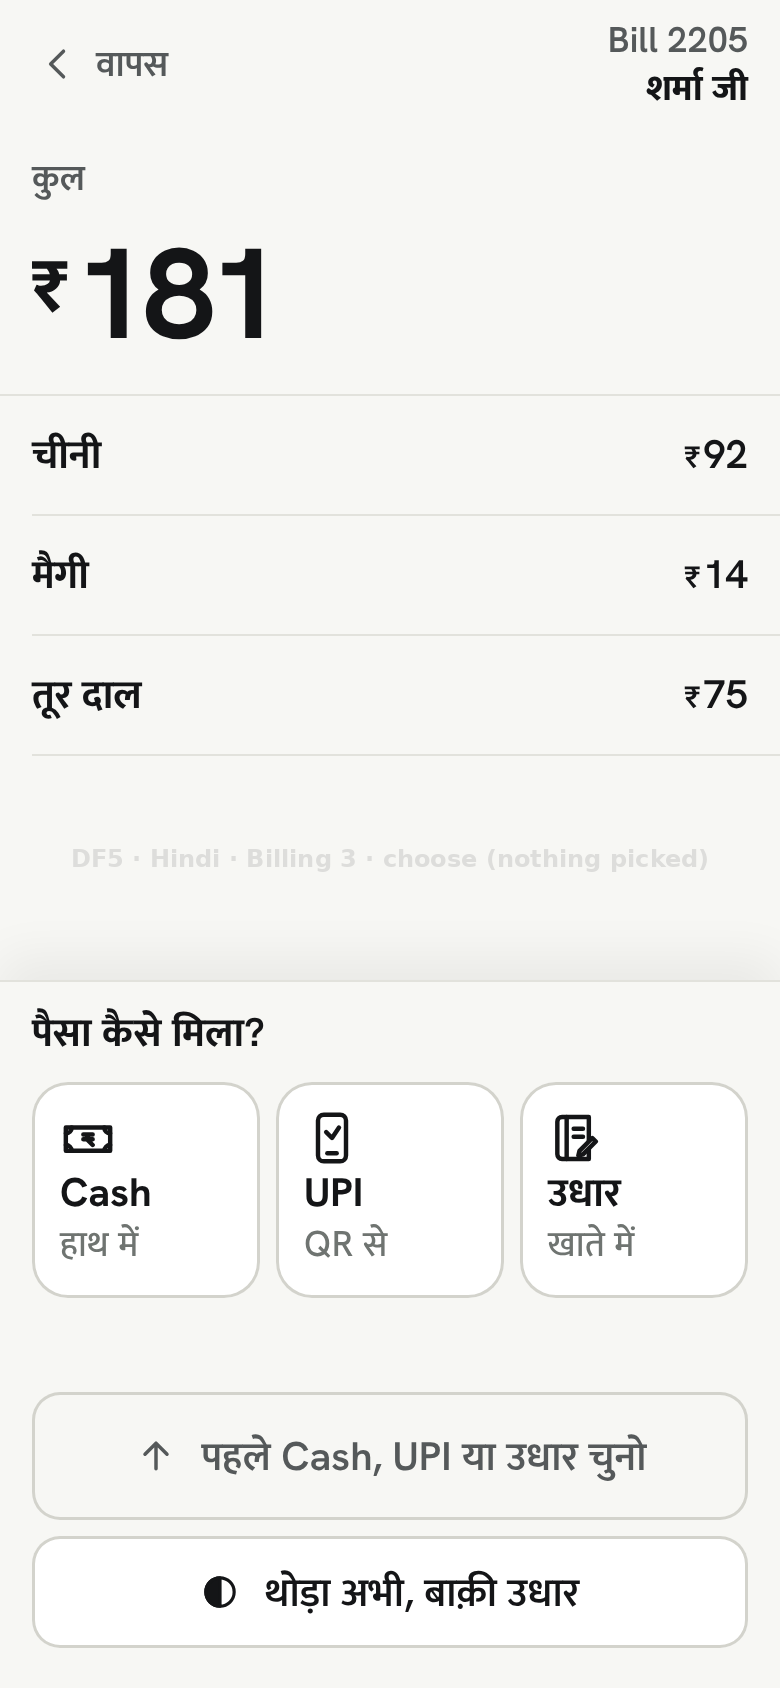 वापस
Bill 2205
शर्मा जी
कुल
₹ 181
चीनी ₹92
मैगी ₹14
तूर दाल ₹75
DF5 · Hindi · Billing 3 · choose (nothing picked)
पैसा कैसे मिला?
Cash
हाथ में
UPI
QR से
उधार
खाते में
पहले Cash, UPI या उधार चुनो
थोड़ा अभी, बाक़ी उधार